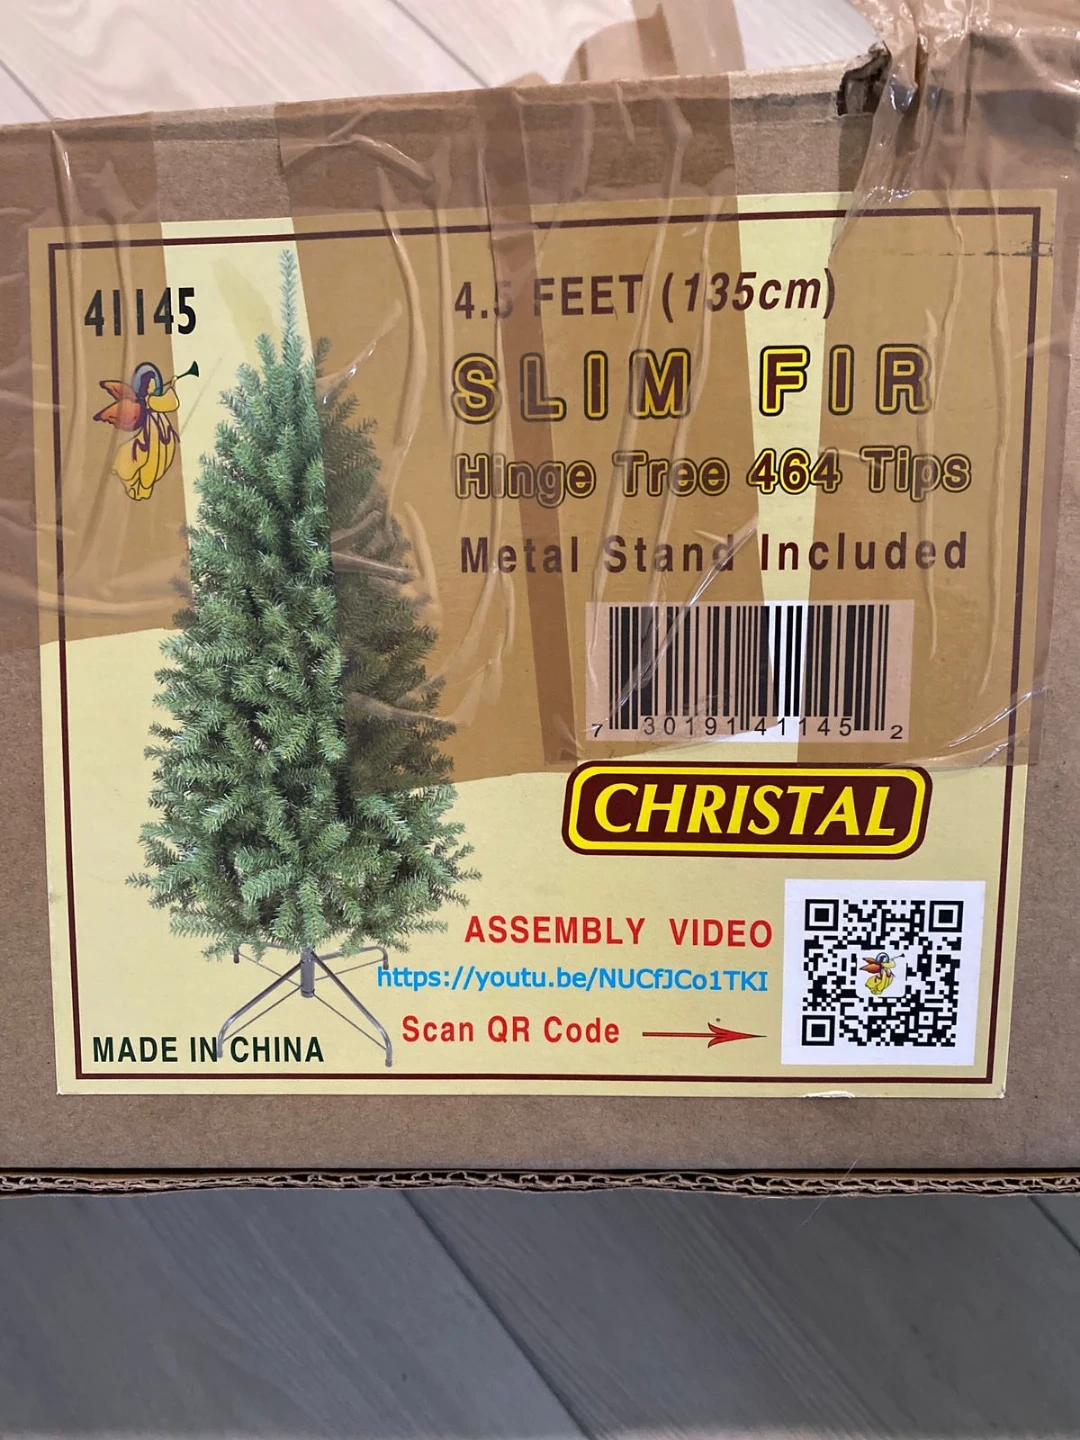 41145
4.5 FEET (135cm)
SLIM FIR
Hinge Tree 464 Tips
Metal Stand Included
7 30191 41145 2
CHRISTAL
ASSEMBLY VIDEO
https://youtu.be/NUCfJCo1TKI
Scan QR Code
MADE IN CHINA